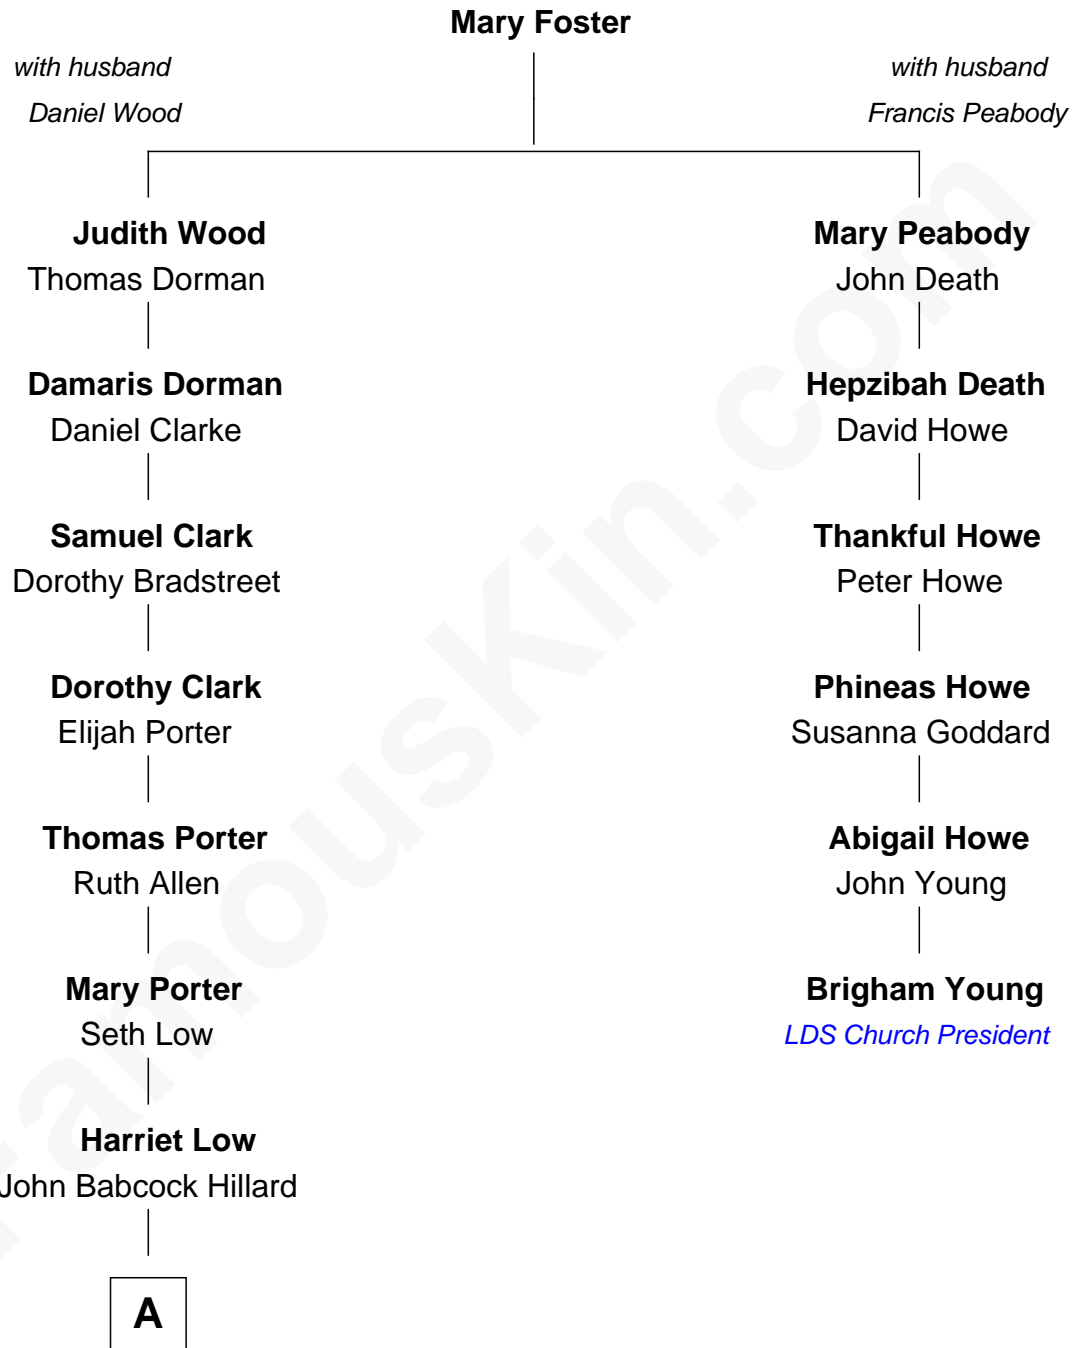 Mary Foster
with husband
Daniel Wood
with husband
Francis Peabody
Judith Wood
Thomas Dorman
Damaris Dorman
Daniel Clarke
Samuel Clark
Dorothy Bradstreet
Dorothy Clark
Elijah Porter
Thomas Porter
Ruth Allen
Mary Porter
Seth Low
Harriet Low
John Babcock Hillard
A
Mary Peabody
John Death
Hepzibah Death
David Howe
Thankful Howe
Peter Howe
Phineas Howe
Susanna Goddard
Abigail Howe
John Young
Brigham Young
LDS Church President
famouskin.com